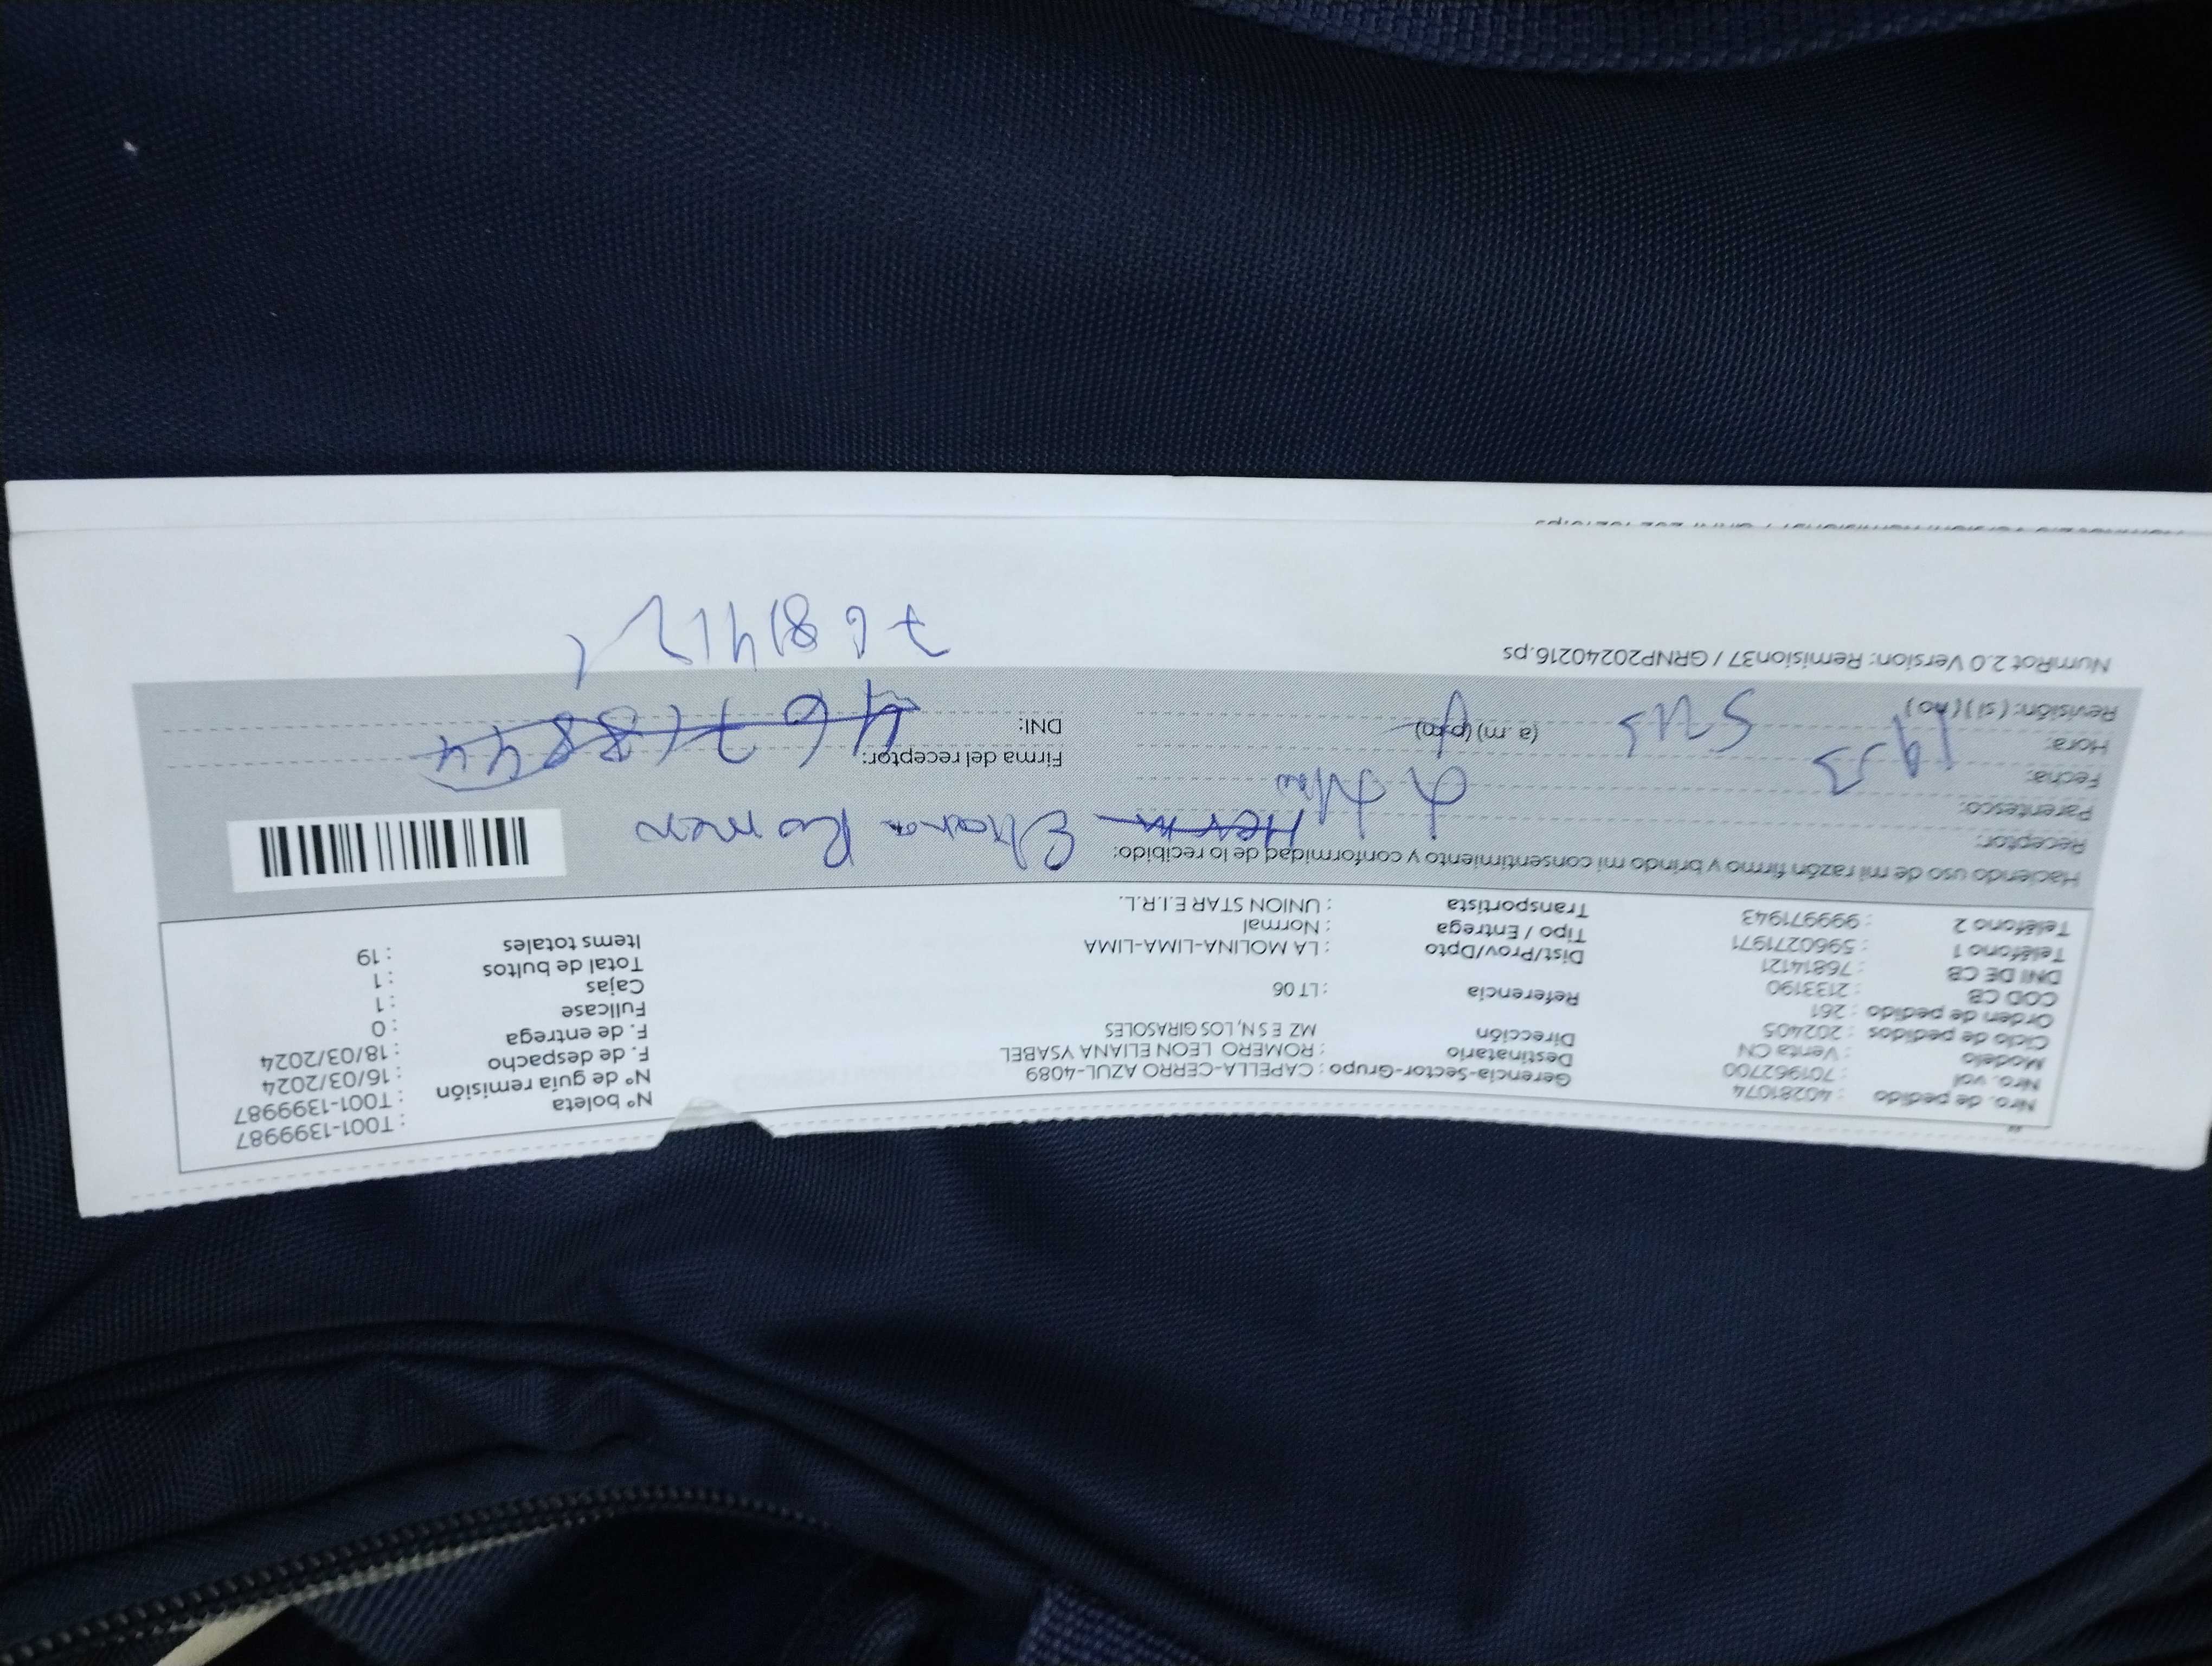 Nro. de pedido : 40281074
Nro. vol : 701962700
Modelo : Venta CN
Ciclo de pedidos : 202405
Orden de pedido : 261
COD CB : 2133190
DNI DE CB : 76814121
Teléfono 1 : 5960271971
Teléfono 2 : 999971943
Gerencia-Sector-Grupo : CAPELLA-CERRO AZUL-4089
Destinatario : ROMERO LEON ELIANA YSABEL
Dirección MZ E S N, LOS GIRASOLES
Referencia : LT 06
Dist/Prov/Dpto : LA MOLINA-LIMA-LIMA
Tipo / Entrega : Normal
Transportista : UNION STAR E.I.R.L.
N° boleta : T001-1399987
N° de guía remisión : T001-1399987
F. de despacho : 16/03/2024
F. de entrega : 18/03/2024
Fullcase : 0
Cajas : 1
Total de bultos : 1
Items totales : 19
Haciendo uso de mi razón firmo y brindo mi consentimiento y conformidad de lo recibido:
Receptor: Eliana Romero
Parentesco:
Fecha: 19 3
Hora: (a. m) (p.m)
Revisión: ( si ) ( no )
Firma del receptor:
DNI: 46768844
76814121
NumRot 2.0 Version: Remision37 / GRNP20240216.ps